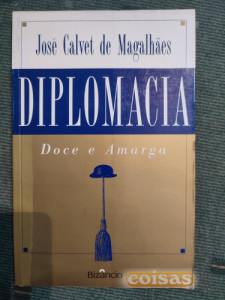 José Calvet de Magalhães
DIPLOMACIA
Doce e Amarga
Bizâncio
coisas